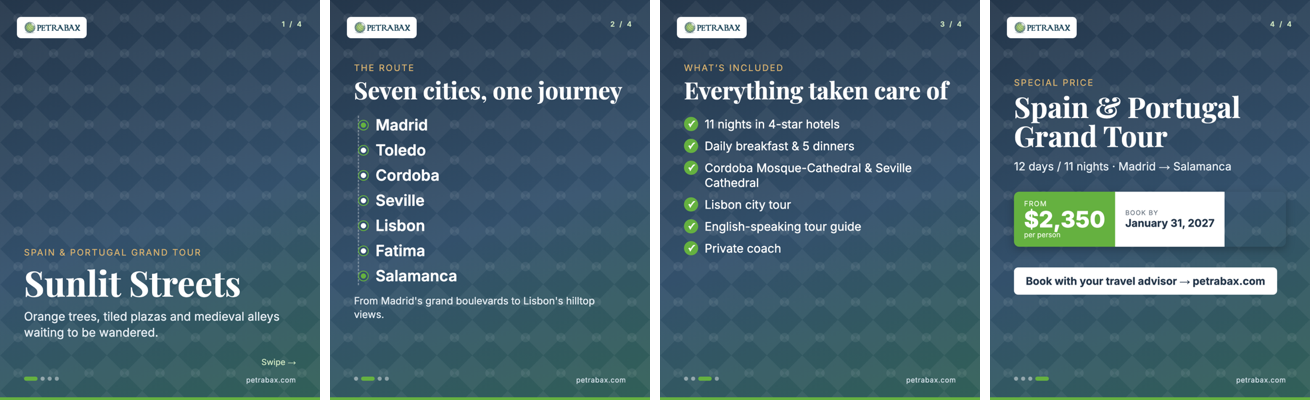 PETRABAX
1 / 4
SPAIN & PORTUGAL GRAND TOUR
Sunlit Streets
Orange trees, tiled plazas and medieval alleys
waiting to be wandered.
Swipe →
petrabax.com
PETRABAX
2 / 4
THE ROUTE
Seven cities, one journey
Madrid
Toledo
Cordoba
Seville
Lisbon
Fatima
Salamanca
From Madrid's grand boulevards to Lisbon's hilltop
views.
petrabax.com
PETRABAX
3 / 4
WHAT'S INCLUDED
Everything taken care of
11 nights in 4-star hotels
Daily breakfast & 5 dinners
Cordoba Mosque-Cathedral & Seville
Cathedral
Lisbon city tour
English-speaking tour guide
Private coach
petrabax.com
PETRABAX
4 / 4
SPECIAL PRICE
Spain & Portugal
Grand Tour
12 days / 11 nights · Madrid → Salamanca
FROM
$2,350
per person
BOOK BY
January 31, 2027
Book with your travel advisor → petrabax.com
petrabax.com